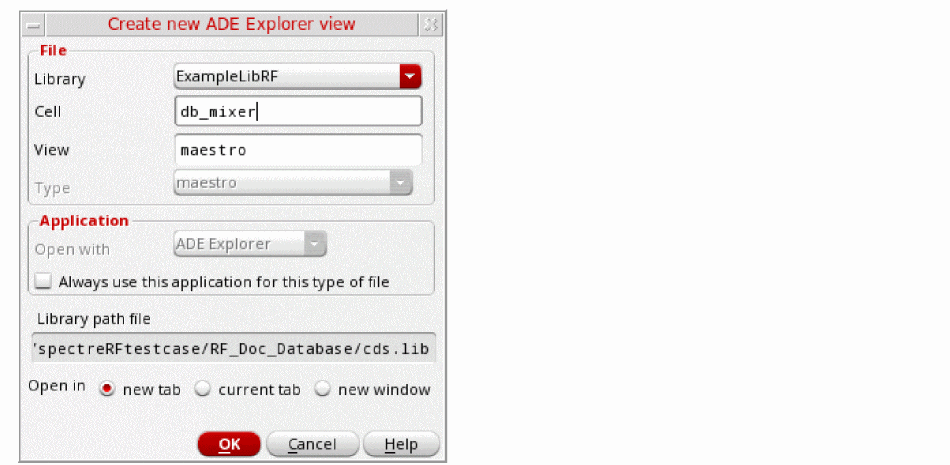 Create new ADE Explorer view
File
Library ExampleLibRF
Cell db_mixer
View maestro
Type maestro
Application
Open with ADE Explorer
Always use this application for this type of file
Library path file
'spectreRFtestcase/RF_Doc_Database/cds.lib
Open in new tab current tab new window
OK Cancel Help